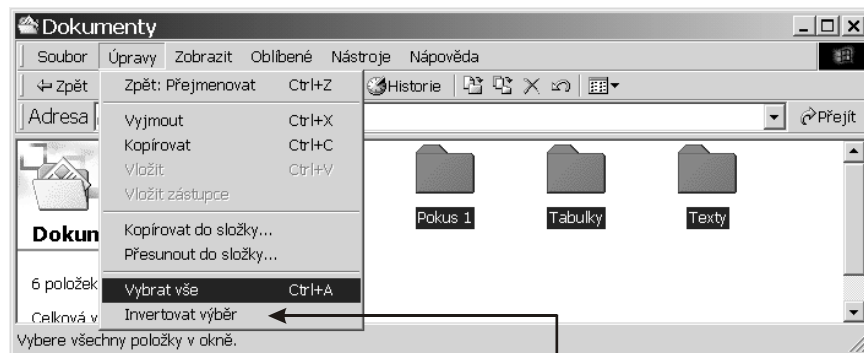 Dokumenty
Soubor Úpravy Zobrazit Oblíbené Nástroje Nápověda
Zpět Historie
Adresa Přejít
Zpět: Přejmenovat Ctrl+Z
Vyjmout Ctrl+X
Kopírovat Ctrl+C
Vložit Ctrl+V
Vložit zástupce
Kopírovat do složky...
Přesunout do složky...
Vybrat vše Ctrl+A
Invertovat výběr
Pokus 1 Tabulky Texty
Dokun
6 položek
Celková v
Vybere všechny položky v okně.